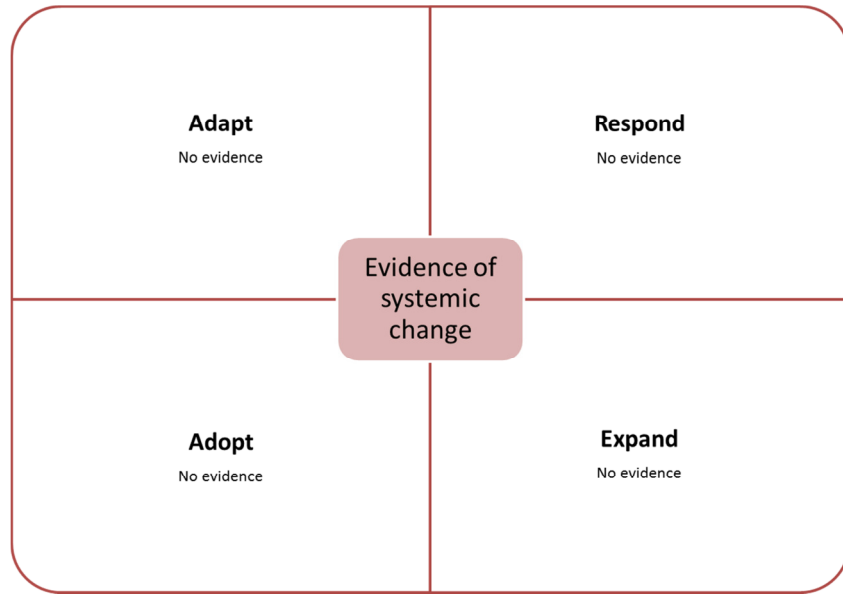 Adapt
No evidence
Respond
No evidence
Evidence of
systemic
change
Adopt
No evidence
Expand
No evidence